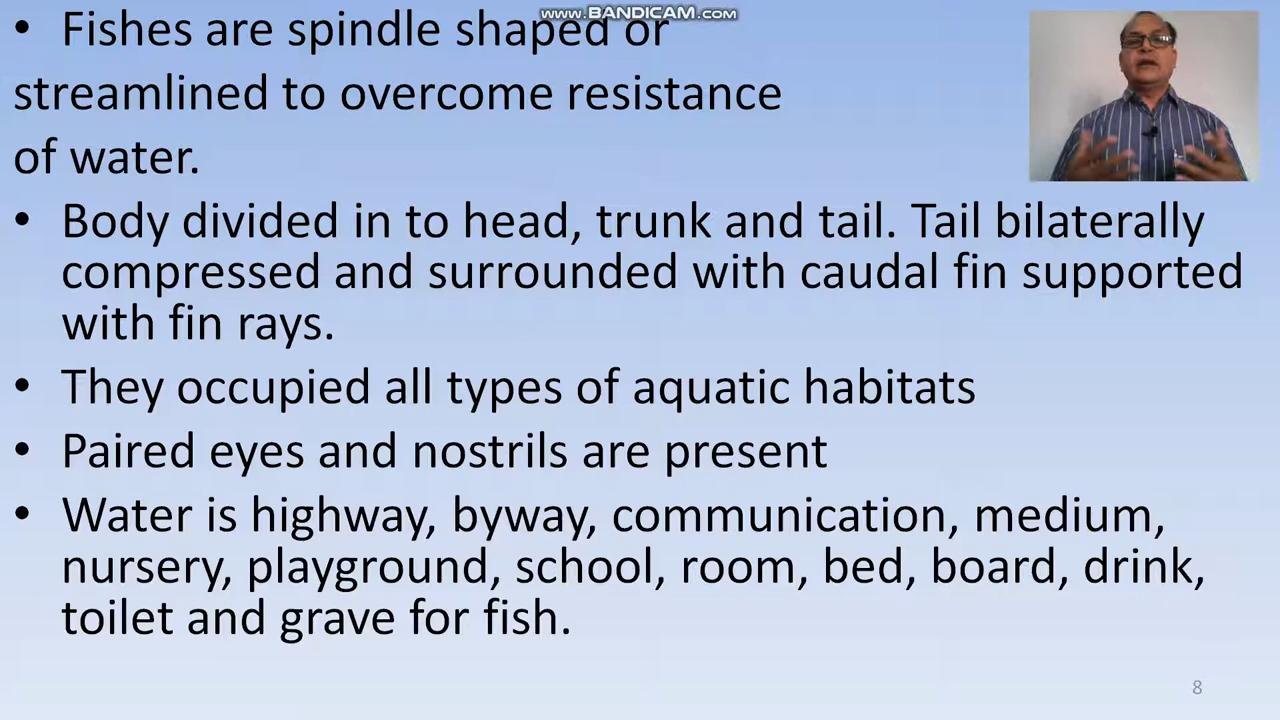 www.BANDICAM.com
• Fishes are spindle shaped or
streamlined to overcome resistance
of water.
• Body divided in to head, trunk and tail. Tail bilaterally
compressed and surrounded with caudal fin supported
with fin rays.
• They occupied all types of aquatic habitats
• Paired eyes and nostrils are present
• Water is highway, byway, communication, medium,
nursery, playground, school, room, bed, board, drink,
toilet and grave for fish.
8